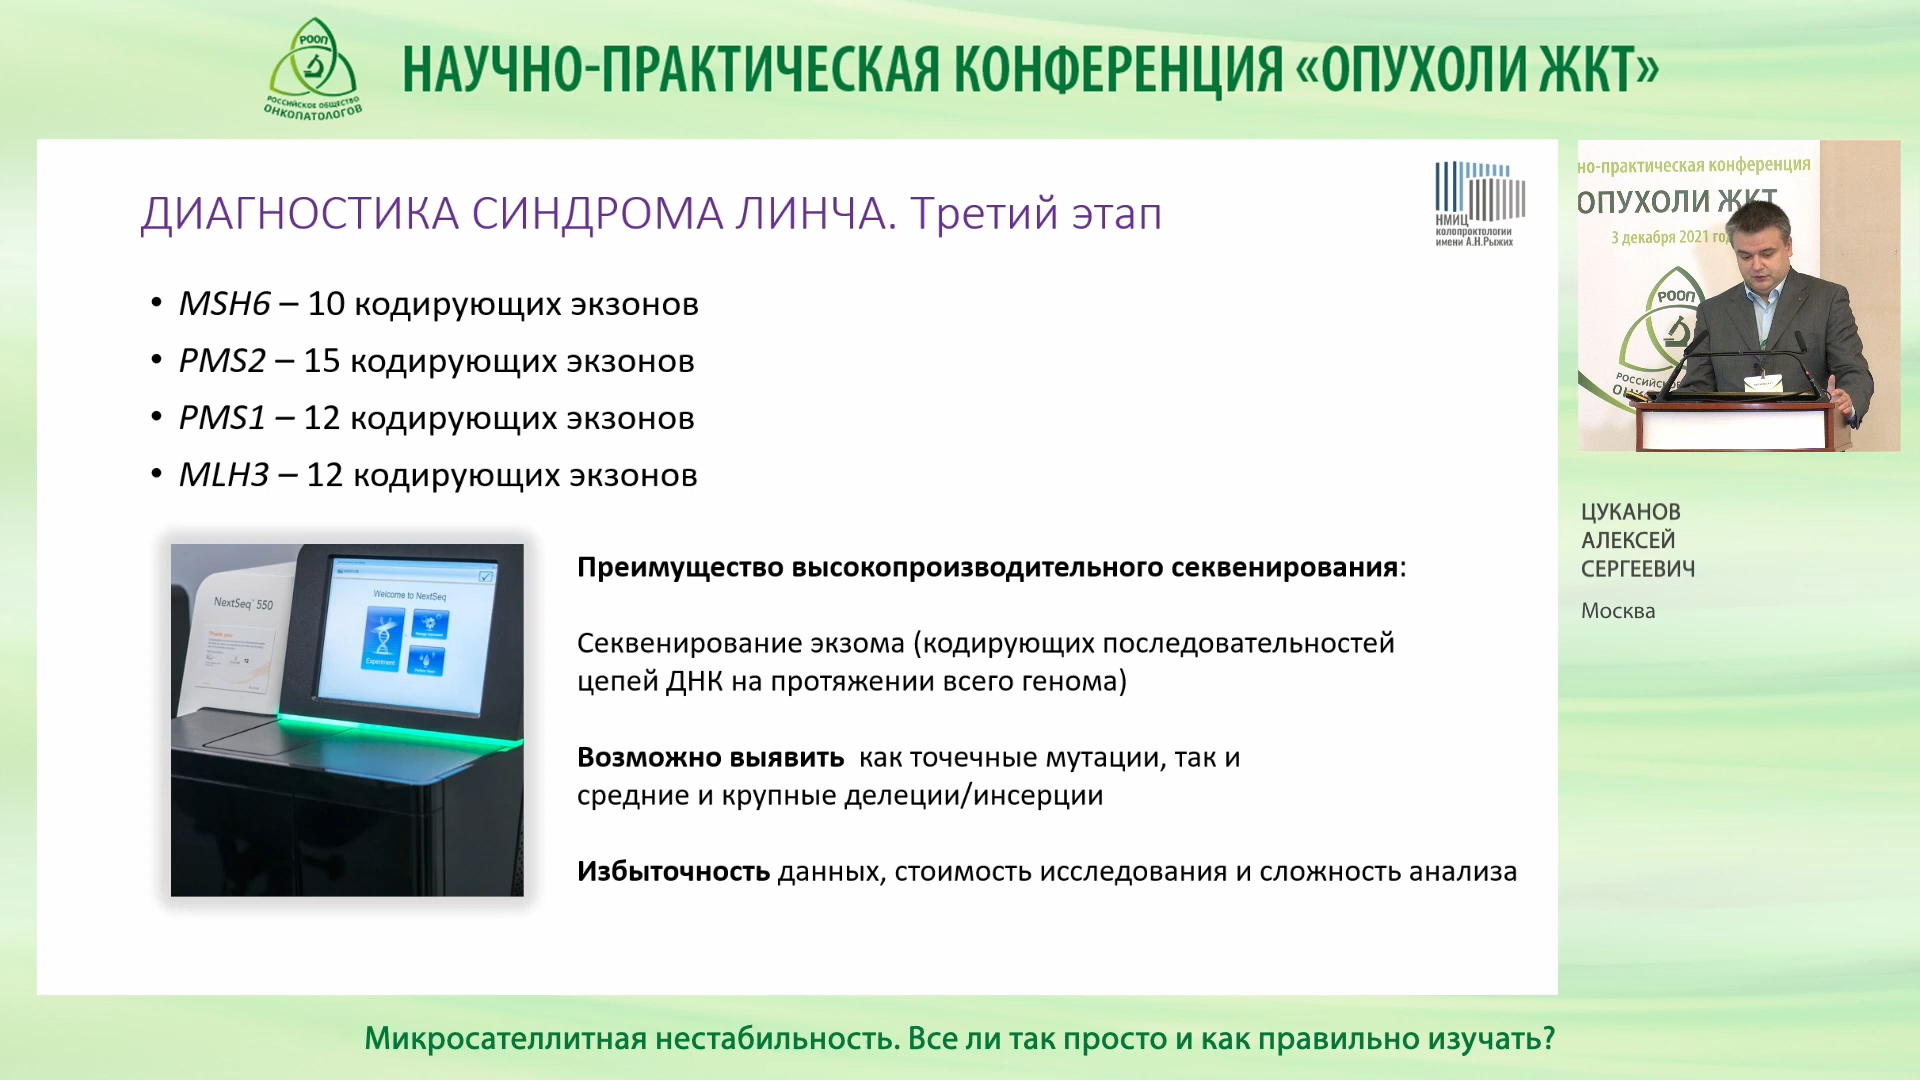 РООП
РОССИЙСКОЕ ОБЩЕСТВО
ОНКОПАТОЛОГОВ
НАУЧНО-ПРАКТИЧЕСКАЯ КОНФЕРЕНЦИЯ «ОПУХОЛИ ЖКТ»
ДИАГНОСТИКА СИНДРОМА ЛИНЧА. Третий этап
НМИЦ
колопроктологии
имени А.Н.Рыжих
• MSH6 – 10 кодирующих экзонов
• PMS2 – 15 кодирующих экзонов
• PMS1 – 12 кодирующих экзонов
• MLH3 – 12 кодирующих экзонов
NextSeq 550
Thank you
Welcome to NextSeq
Experiment
Преимущество высокопроизводительного секвенирования:
Секвенирование экзома (кодирующих последовательностей
цепей ДНК на протяжении всего генома)
Возможно выявить как точечные мутации, так и
средние и крупные делеции/инсерции
Избыточность данных, стоимость исследования и сложность анализа
но-практическая конференция
ОПУХОЛИ ЖКТ
3 декабря 2021 го
РООП
ЦУКАНОВ
АЛЕКСЕЙ
СЕРГЕЕВИЧ
Москва
Микросателлитная нестабильность. Все ли так просто и как правильно изучать?